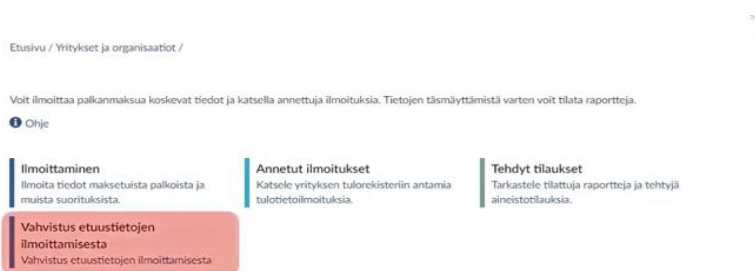 Etusivu / Yritykset ja organisaatiot /
Voit ilmoittaa palkanmaksua koskevat tiedot ja katsella annettuja ilmoituksia. Tietojen täsmäyttämistä varten voit tilata raportteja.
Ohje
Ilmoittaminen
Ilmoita tiedot maksetuista palkoista ja
muista suorituksista.
Annetut ilmoitukset
Katsele yrityksen tulorekisteriin antamia
tulotietoilmoituksia.
Tehdyt tilaukset
Tarkastele tilattuja raportteja ja tehtyjä
aineistotilauksia.
Vahvistus etuustietojen
ilmoittamisesta
Vahvistus etuustietojen ilmoittamisesta